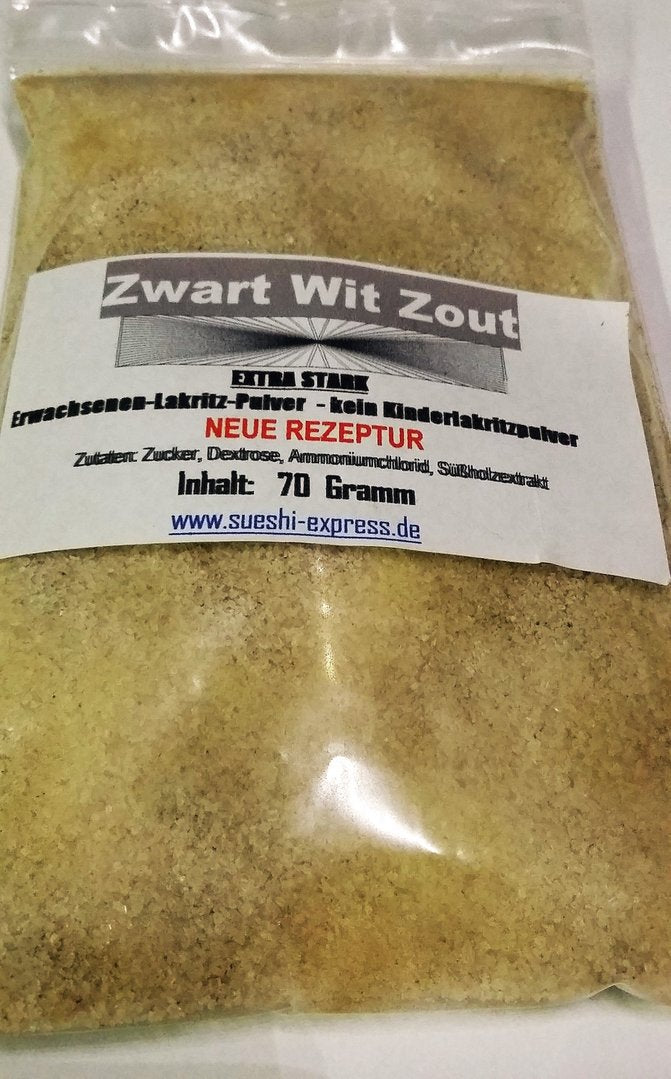 Zwart Wit Zout
EXTRA STARK
Erwachsenen-Lakritz-Pulver - kein Kinderlakritzpulver
NEUE REZEPTUR
Zutaten: Zucker, Dextrose, Ammoniumchlorid, Süßholzextrakt
Inhalt: 70 Gramm
www.sueshi-express.de